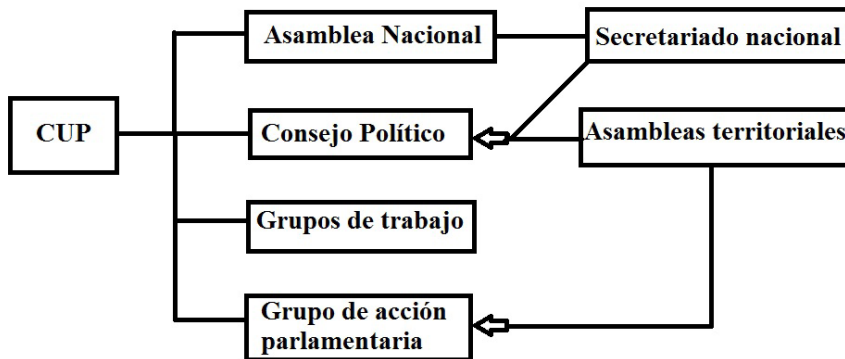 Asamblea Nacional
Secretariado nacional
CUP
Consejo Político
Asambleas territoriales
Grupos de trabajo
Grupo de acción
parlamentaria